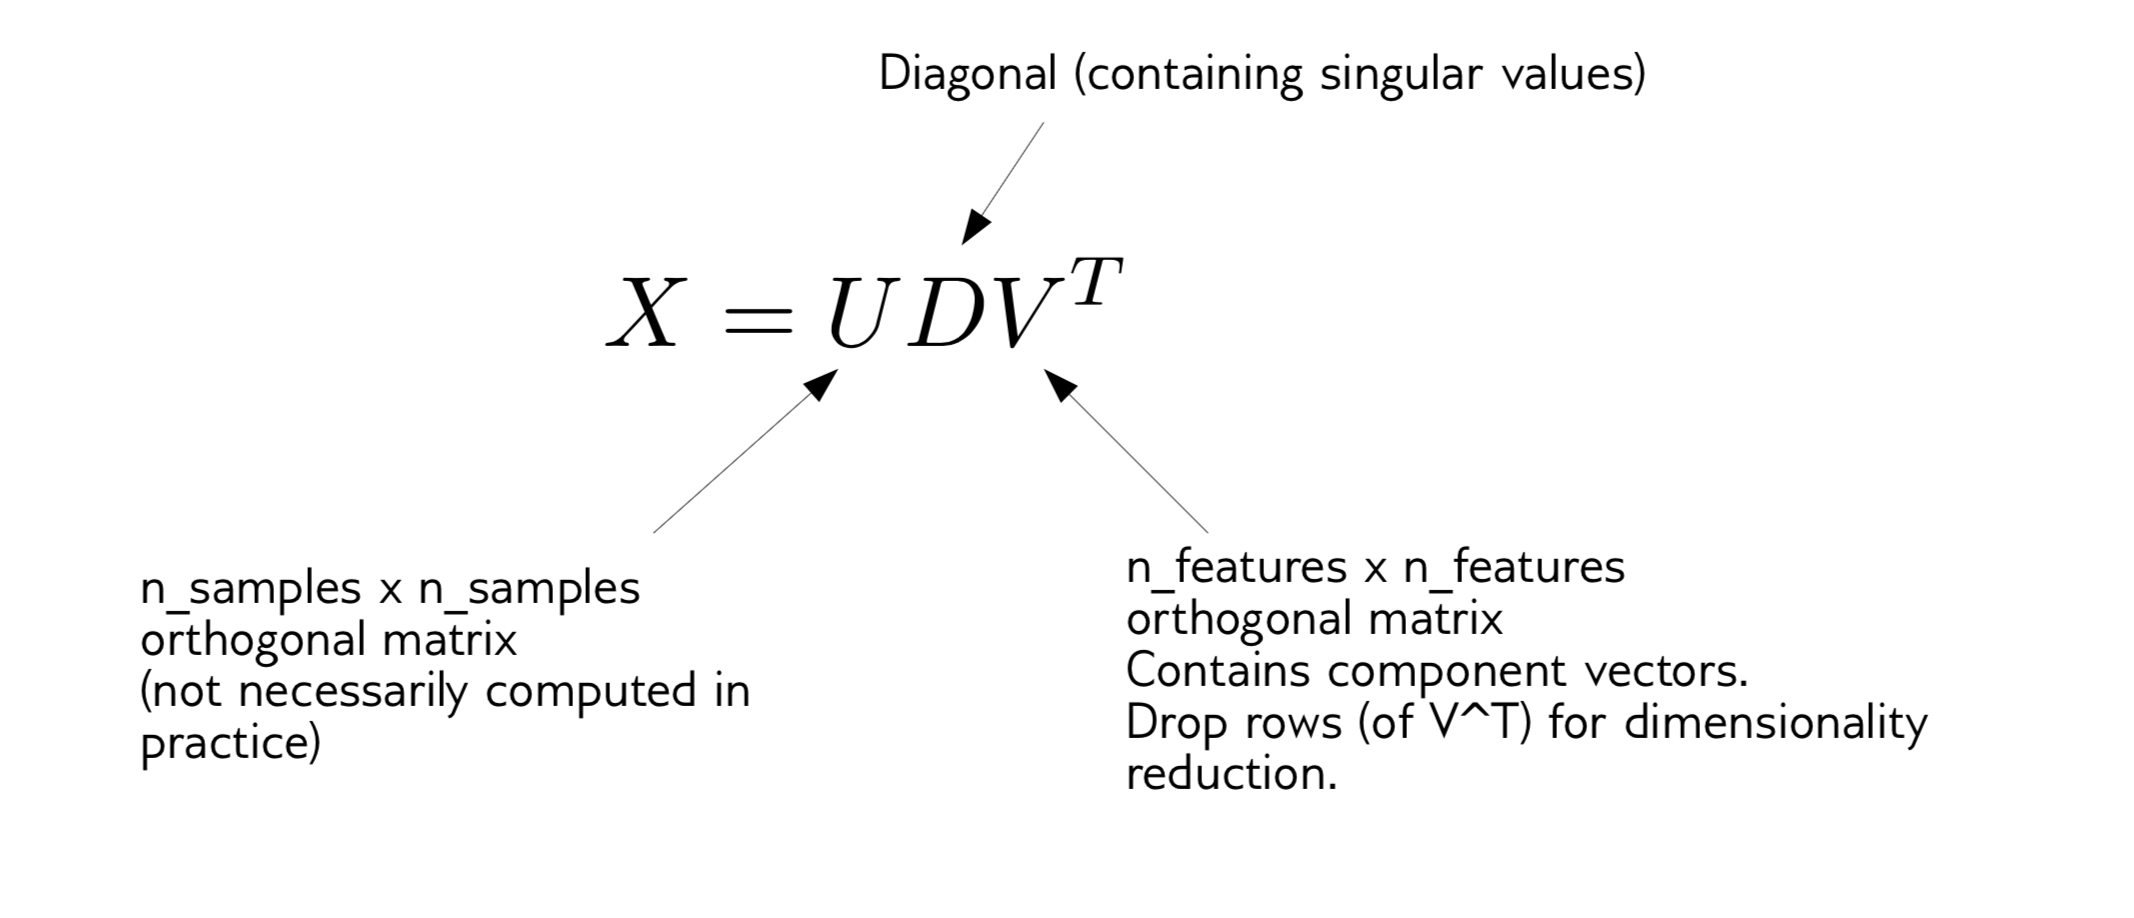 Diagonal (containing singular values)
X = UDV^T
n_samples x n_samples
orthogonal matrix
(not necessarily computed in
practice)
n_features x n_features
orthogonal matrix
Contains component vectors.
Drop rows (of V^T) for dimensionality
reduction.